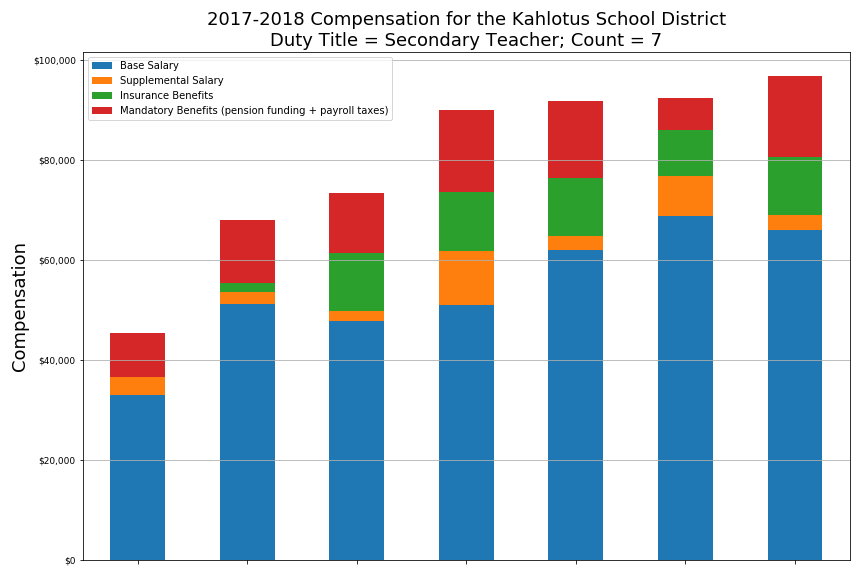 2017-2018 Compensation for the Kahlotus School District
Duty Title = Secondary Teacher; Count = 7
Base Salary
Supplemental Salary
Insurance Benefits
Mandatory Benefits (pension funding + payroll taxes)
Compensation
$100,000
$80,000
$60,000
$40,000
$20,000
$0